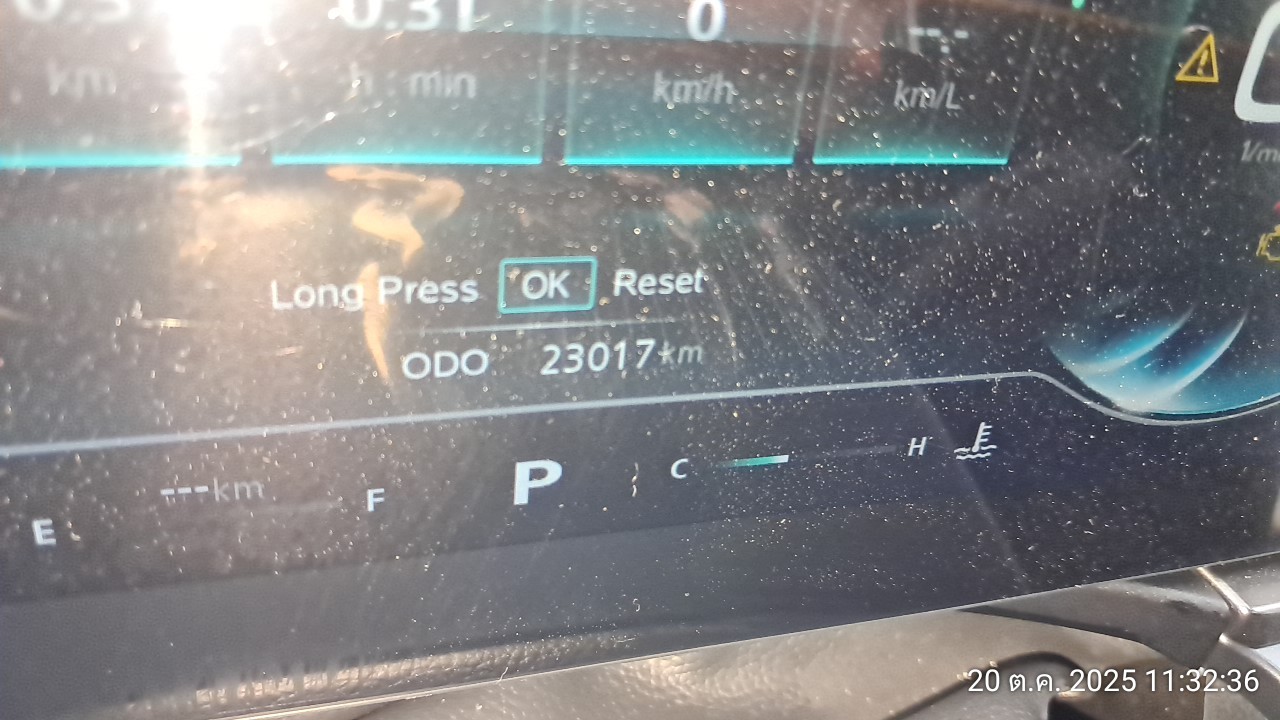 0:31 0 --.-
km h : min km/h km/L
Long Press OK Reset
ODO 23017 km
E ---km F P C H
20 ต.ค. 2025 11:32:36